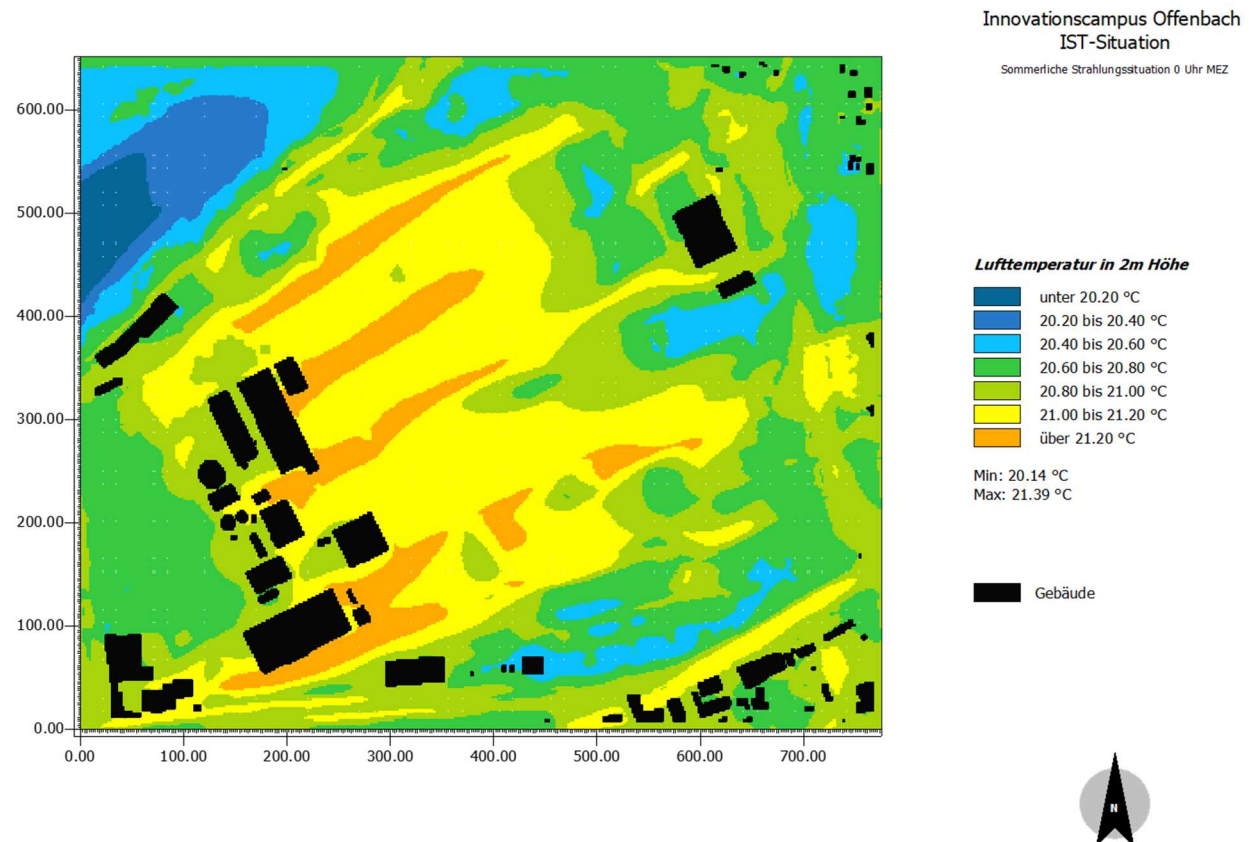 Innovationscampus Offenbach
IST-Situation
Sommerliche Strahlungssituation 0 Uhr MEZ
600.00
500.00
400.00
300.00
200.00
100.00
0.00
0.00 100.00 200.00 300.00 400.00 500.00 600.00 700.00
Lufttemperatur in 2m Höhe
unter 20.20 °C
20.20 bis 20.40 °C
20.40 bis 20.60 °C
20.60 bis 20.80 °C
20.80 bis 21.00 °C
21.00 bis 21.20 °C
über 21.20 °C
Min: 20.14 °C
Max: 21.39 °C
Gebäude
N